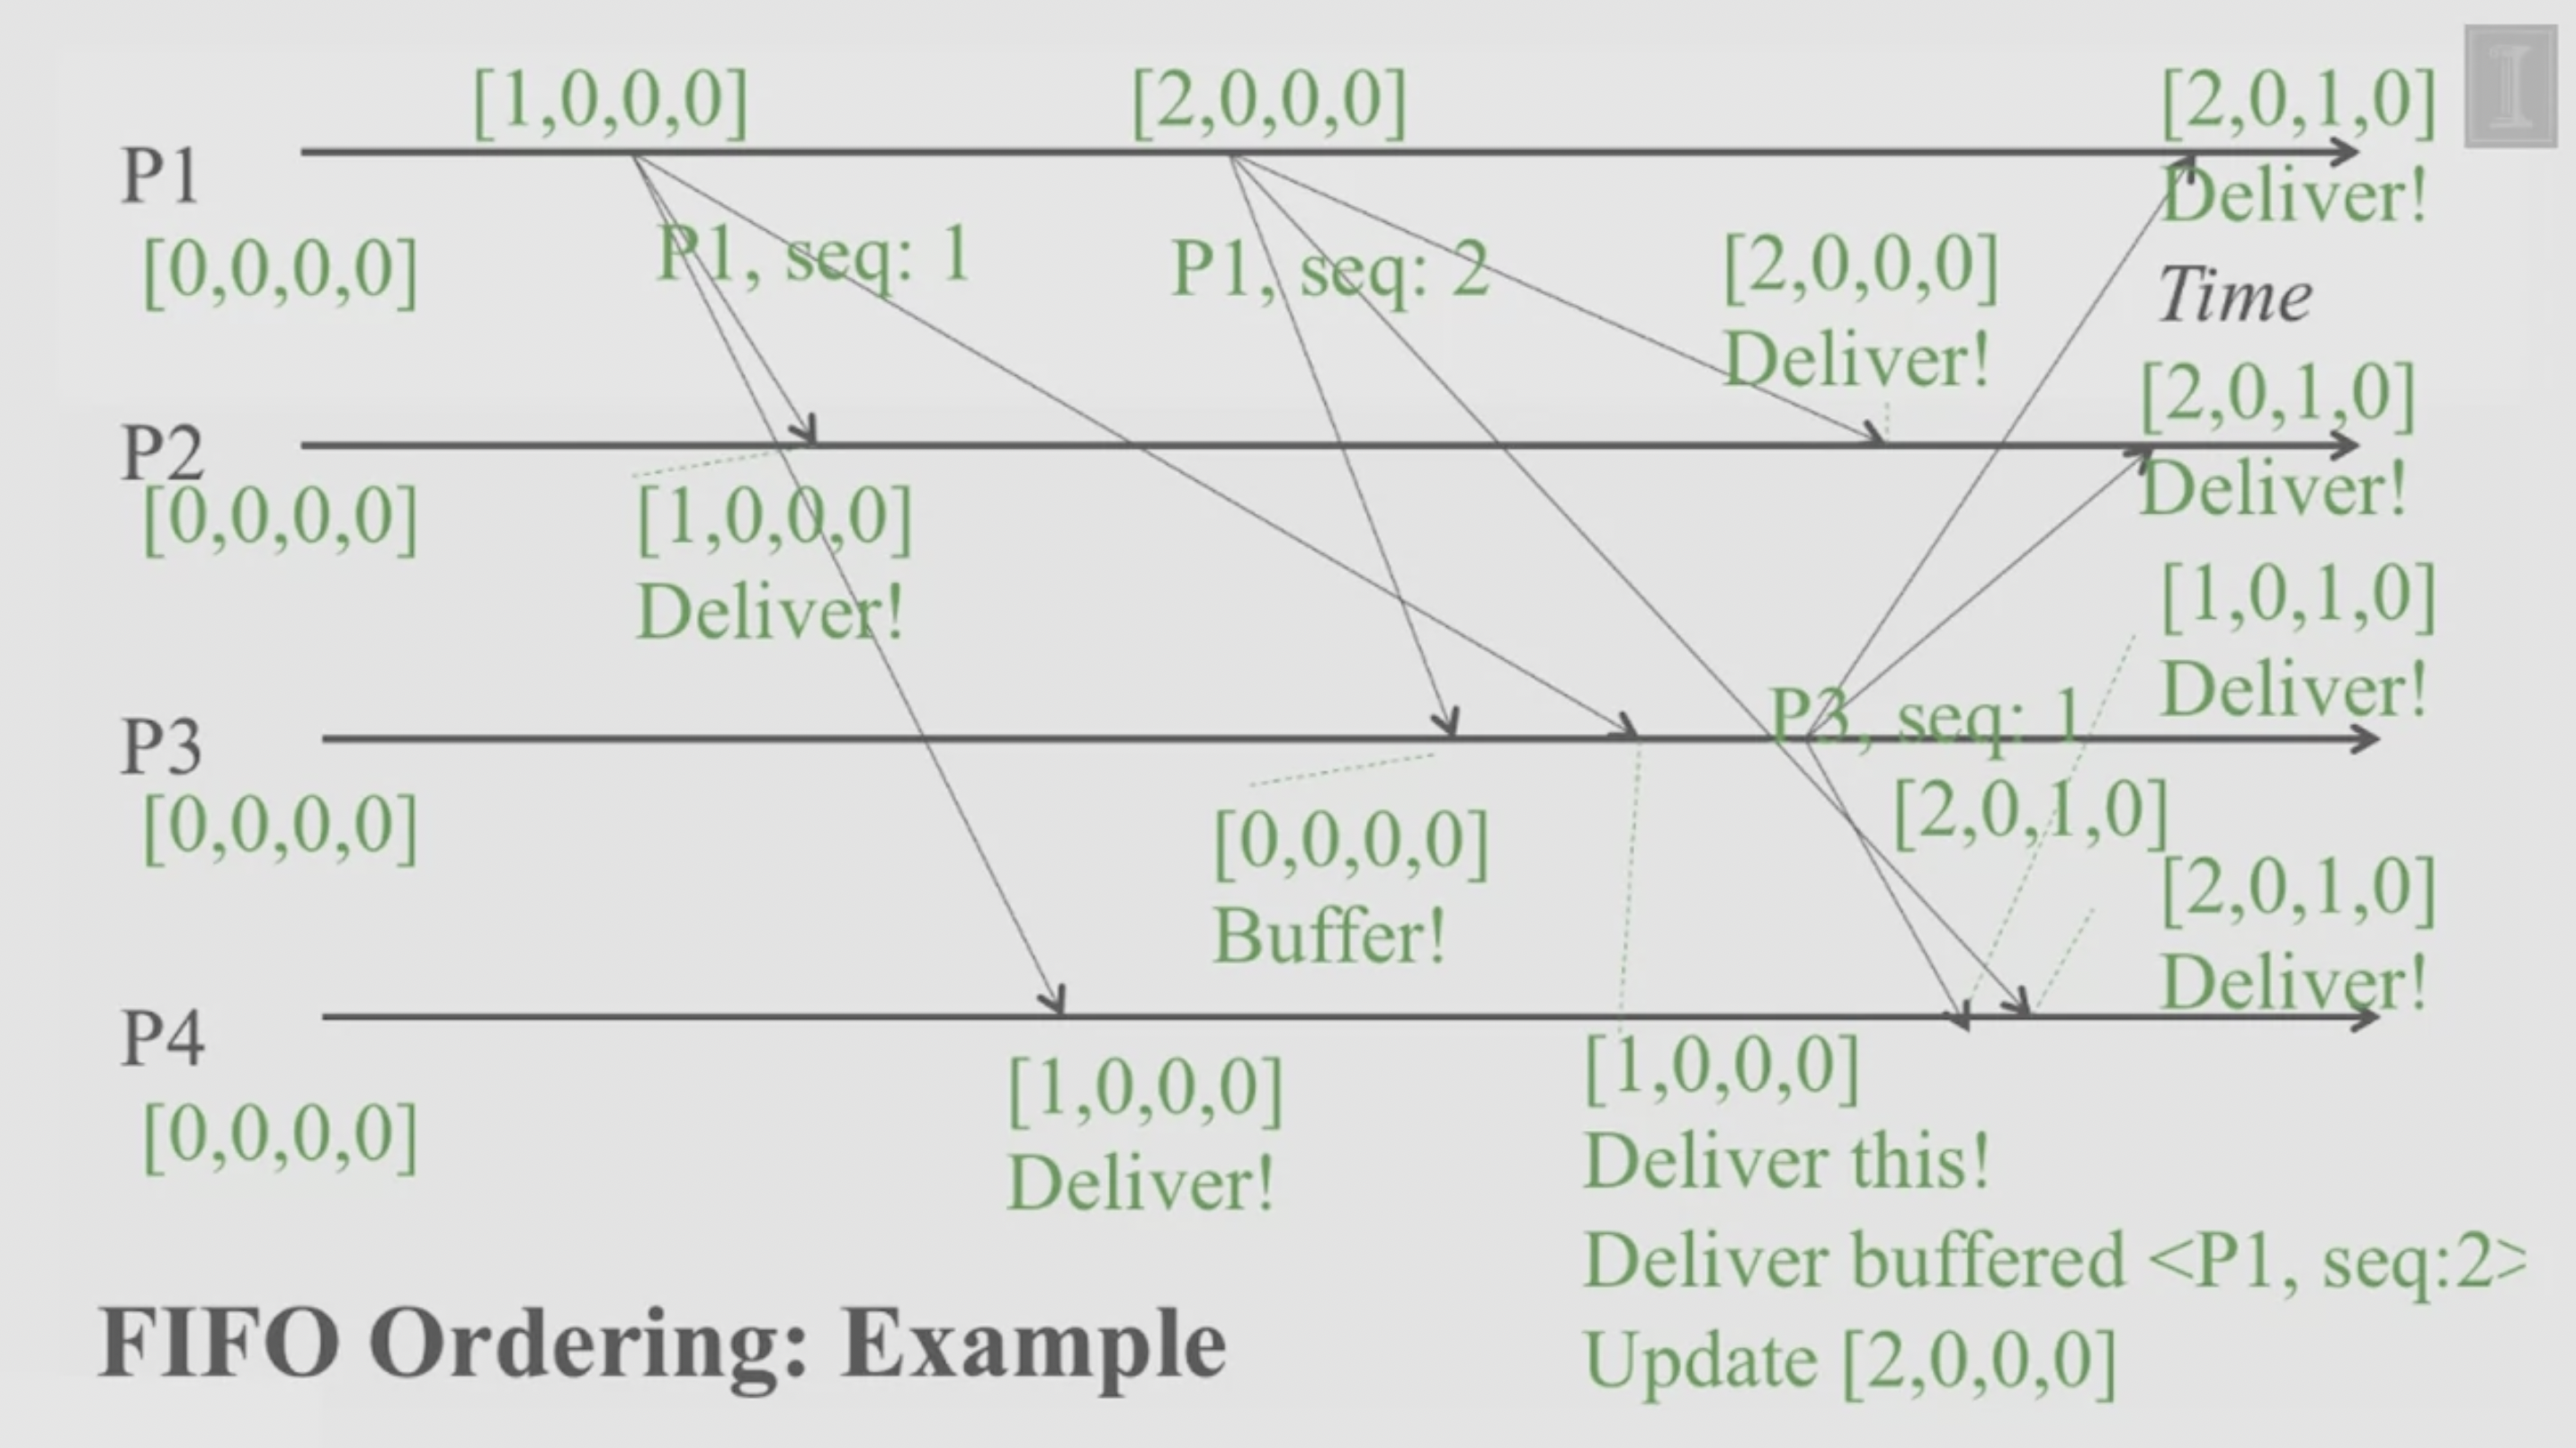 [1,0,0,0]
[2,0,0,0]
[2,0,1,0]
P1
Deliver!
[0,0,0,0]
P1, seq: 1
P1, seq: 2
[2,0,0,0]
Deliver!
Time
[2,0,1,0]
Deliver!
P2
[0,0,0,0]
[1,0,0,0]
Deliver!
[1,0,1,0]
Deliver!
P3
P3, seq: 1
[0,0,0,0]
[2,0,1,0]
[0,0,0,0]
Buffer!
[2,0,1,0]
Deliver!
P4
[0,0,0,0]
[1,0,0,0]
Deliver!
[1,0,0,0]
Deliver this!
Deliver buffered <P1, seq:2>
Update [2,0,0,0]
FIFO Ordering: Example
I